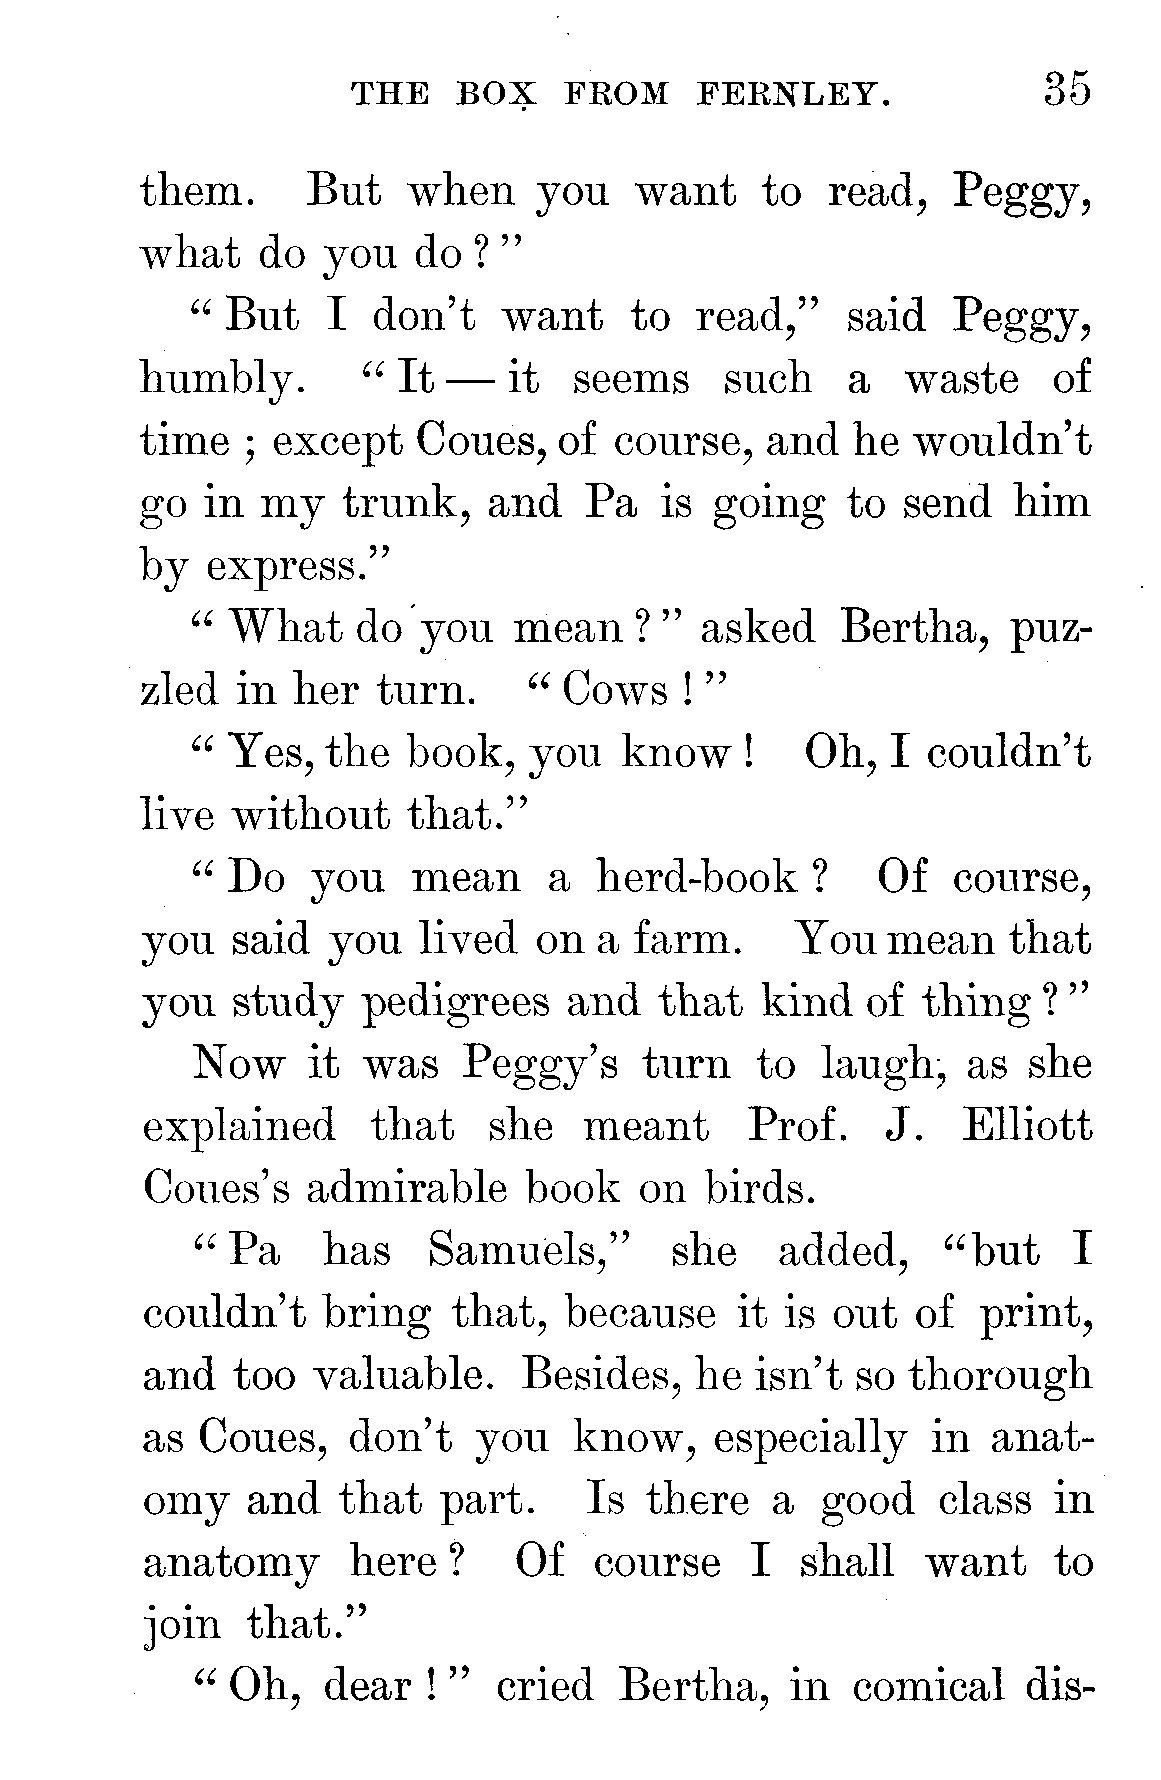 THE BOX FROM FERNLEY. 35
them. But when you want to read, Peggy,
what do you do?"
"But I don't want to read," said Peggy,
humbly. "It — it seems such a waste of
time; except Coues, of course, and he wouldn't
go in my trunk, and Pa is going to send him
by express."
"What do you mean?" asked Bertha, puz-
zled in her turn. "Cows!"
"Yes, the book, you know! Oh, I couldn't
live without that."
"Do you mean a herd-book? Of course,
you said you lived on a farm. You mean that
you study pedigrees and that kind of thing?"
Now it was Peggy's turn to laugh, as she
explained that she meant Prof. J. Elliott
Coues's admirable book on birds.
"Pa has Samuels," she added, "but I
couldn't bring that, because it is out of print,
and too valuable. Besides, he isn't so thorough
as Coues, don't you know, especially in anat-
omy and that part. Is there a good class in
anatomy here? Of course I shall want to
join that."
"Oh, dear!" cried Bertha, in comical dis-